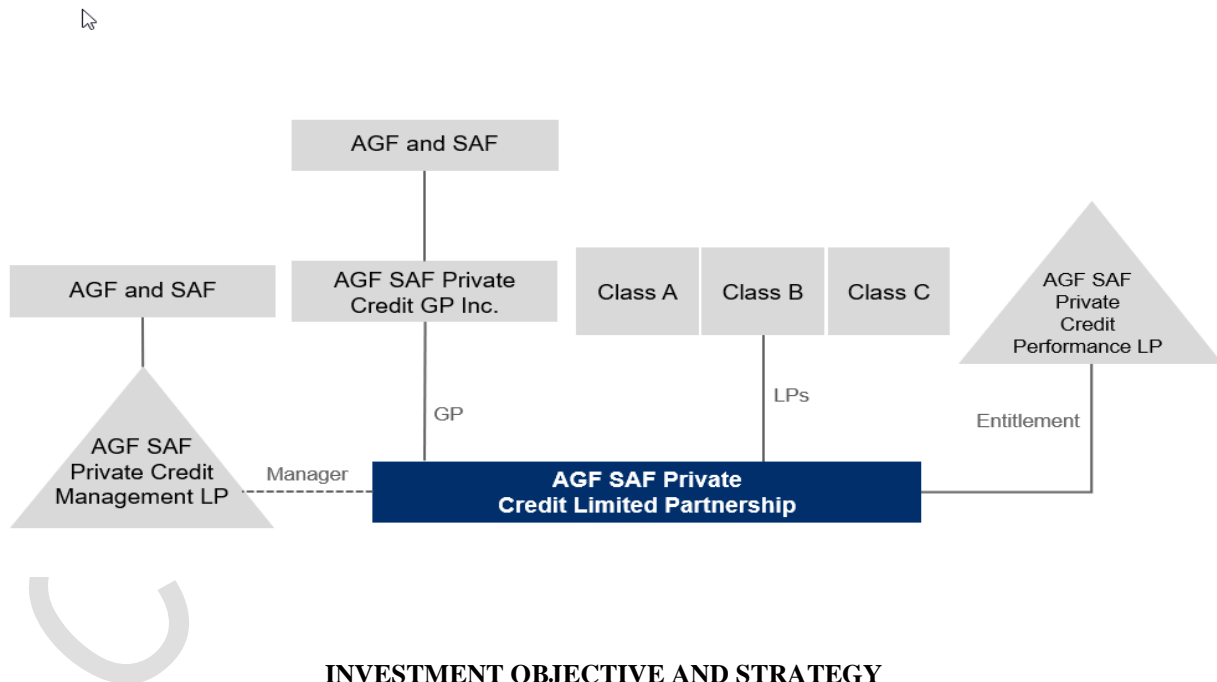 AGF and SAF
AGF and SAF
AGF SAF Private
Credit GP Inc.
Class A
Class B
Class C
AGF SAF
Private
Credit
Performance LP
GP
LPs
Entitlement
AGF SAF
Private Credit
Management LP
Manager
AGF SAF Private
Credit Limited Partnership
INVESTMENT OBJECTIVE AND STRATEGY